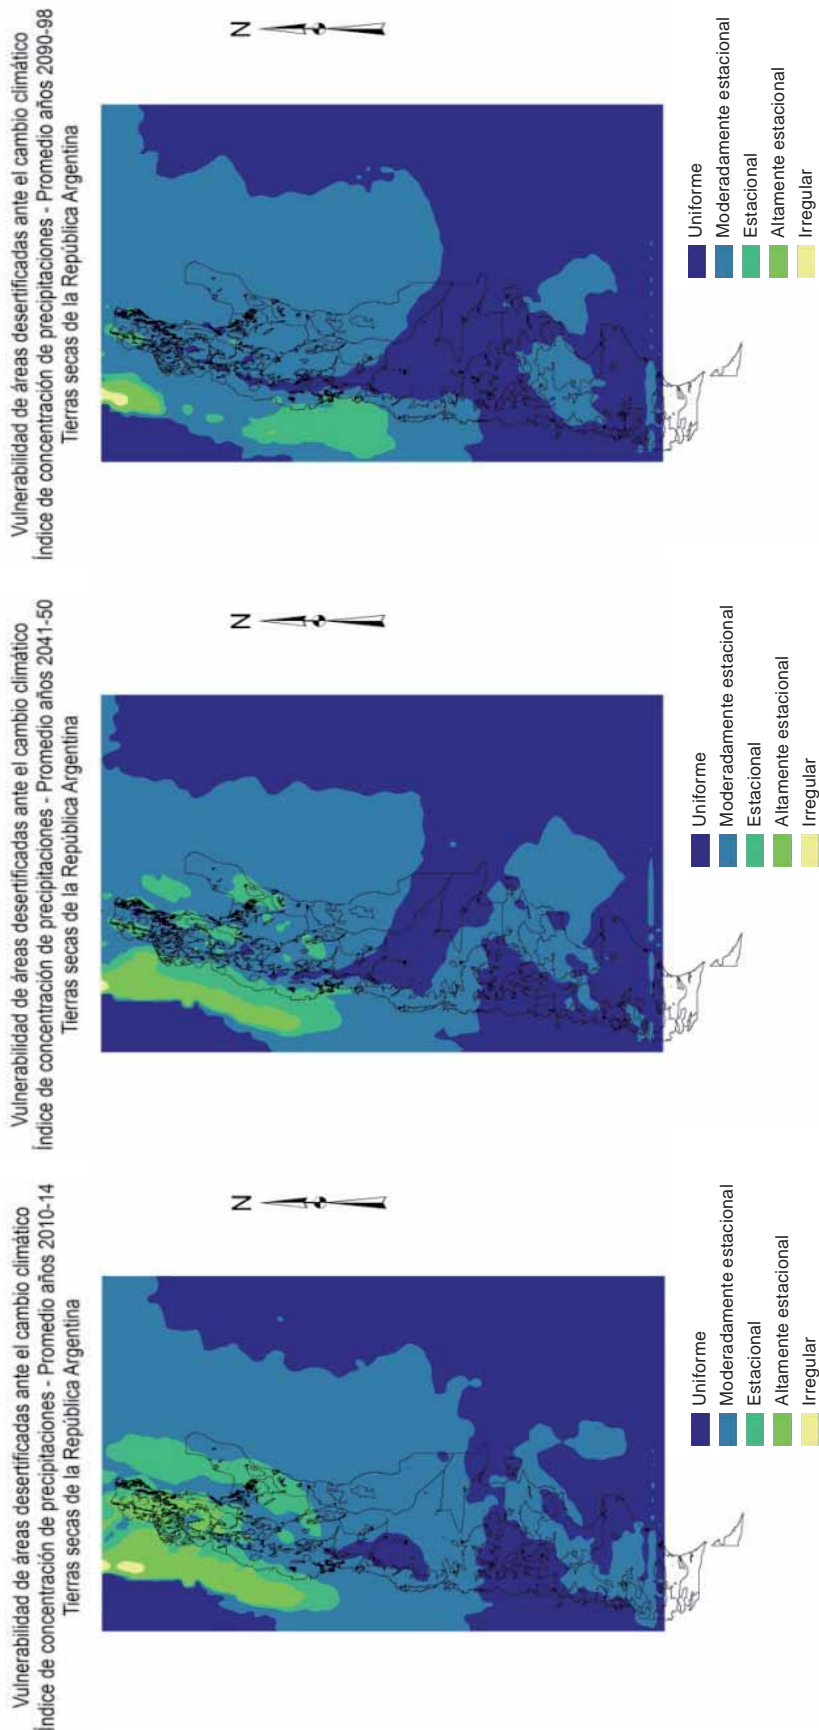 Vulnerabilidad de áreas desertificadas ante el cambio climático
Índice de concentración de precipitaciones - Promedio años 2010-14
Tierras secas de la República Argentina
N
Uniforme
Moderadamente estacional
Estacional
Altamente estacional
Irregular
Vulnerabilidad de áreas desertificadas ante el cambio climático
Índice de concentración de precipitaciones - Promedio años 2041-50
Tierras secas de la República Argentina
N
Uniforme
Moderadamente estacional
Estacional
Altamente estacional
Irregular
Vulnerabilidad de áreas desertificadas ante el cambio climático
Índice de concentración de precipitaciones - Promedio años 2090-98
Tierras secas de la República Argentina
N
Uniforme
Moderadamente estacional
Estacional
Altamente estacional
Irregular